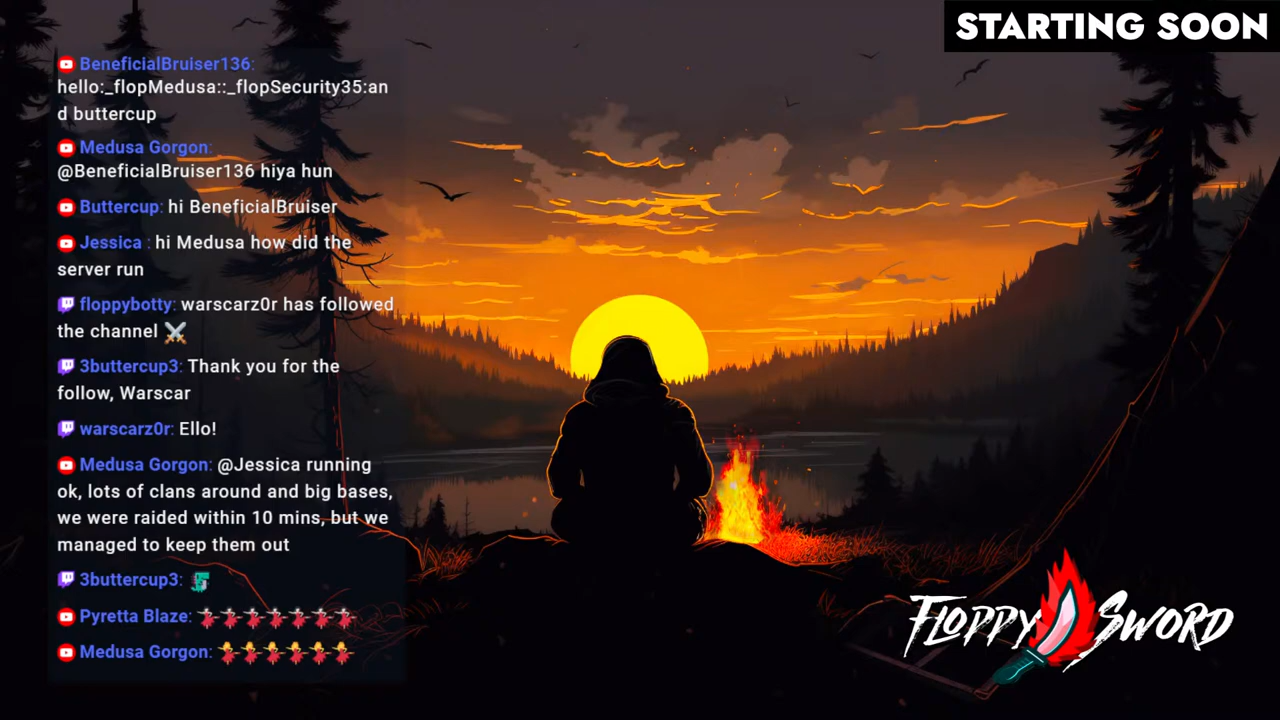 STARTING SOON
BeneficialBruiser136:
hello:_flopMedusa::_flopSecurity35:an
d buttercup
Medusa Gorgon:
@BeneficialBruiser136 hiya hun
Buttercup: hi BeneficialBruiser
Jessica : hi Medusa how did the
server run
floppybotty: warscarz0r has followed
the channel ⚔️
3buttercup3: Thank you for the
follow, Warscar
warscarz0r: Ello!
Medusa Gorgon: @Jessica running
ok, lots of clans around and big bases,
we were raided within 10 mins, but we
managed to keep them out
3buttercup3:
Pyretta Blaze:
Medusa Gorgon:
FLOPPY SWORD